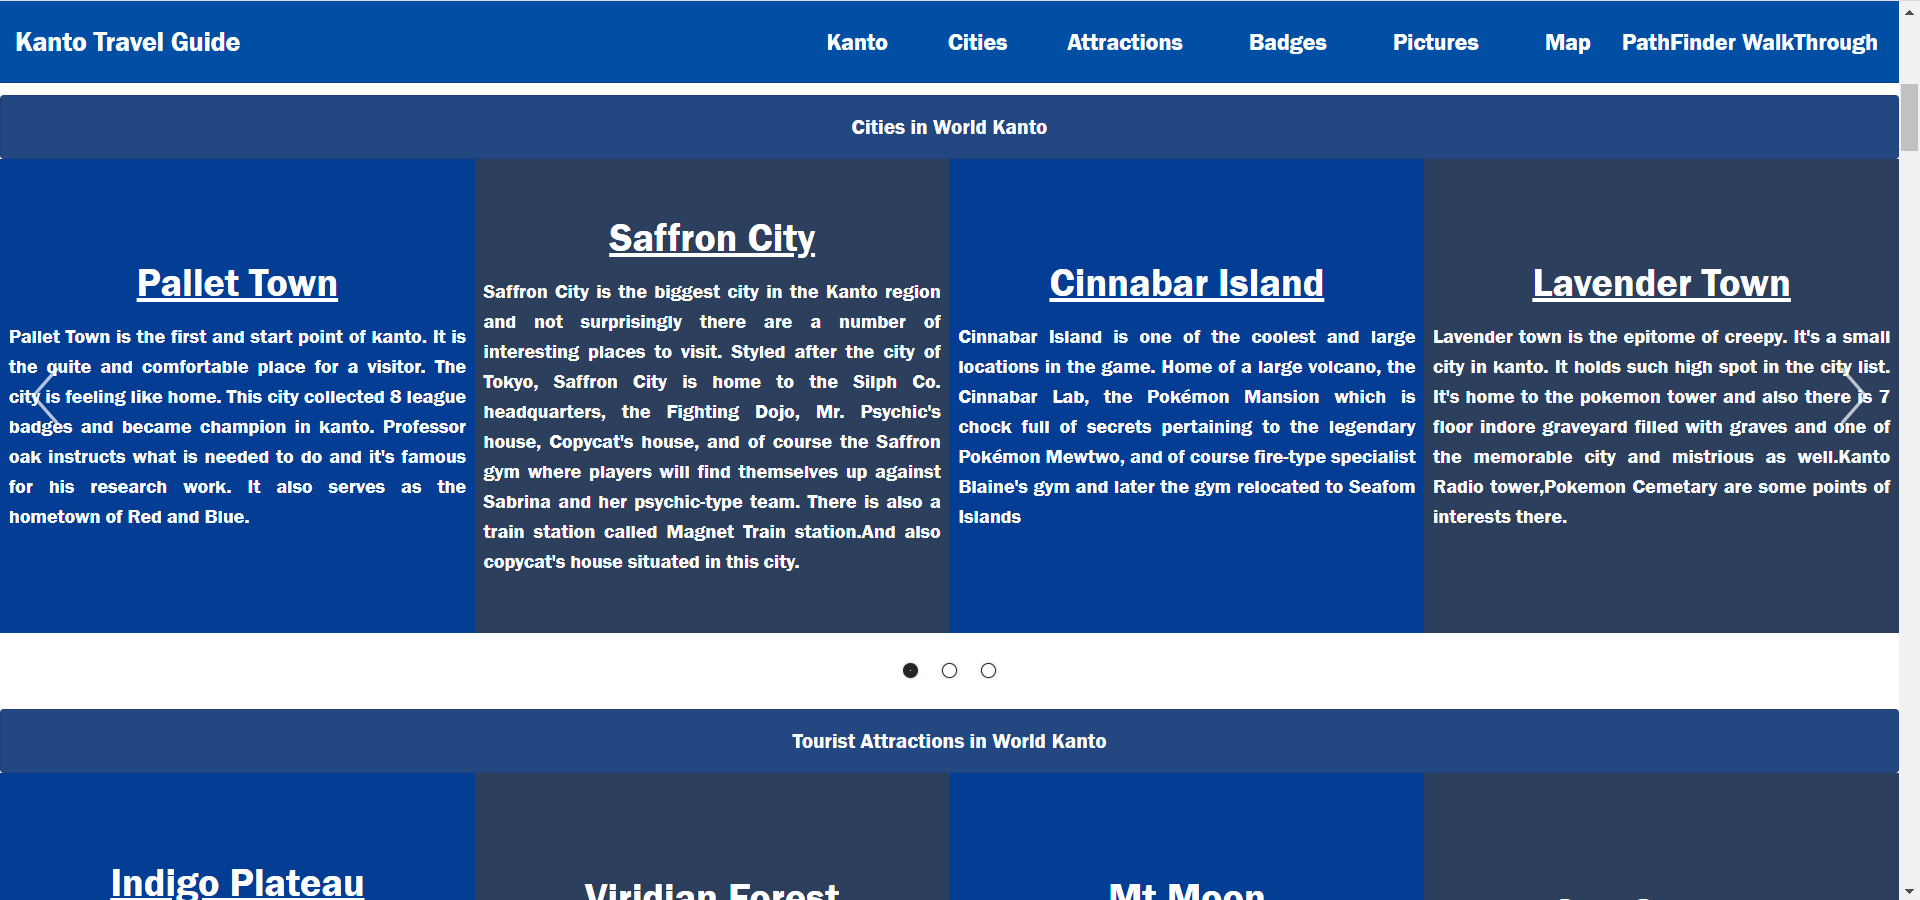 Kanto Travel Guide
Kanto Cities Attractions Badges Pictures Map PathFinder WalkThrough
Cities in World Kanto
Pallet Town
Pallet Town is the first and start point of kanto. It is
the quite and comfortable place for a visitor. The
city is feeling like home. This city collected 8 league
badges and became champion in kanto. Professor
oak instructs what is needed to do and it's famous
for his research work. It also serves as the
hometown of Red and Blue.
Saffron City
Saffron City is the biggest city in the Kanto region
and not surprisingly there are a number of
interesting places to visit. Styled after the city of
Tokyo, Saffron City is home to the Silph Co.
headquarters, the Fighting Dojo, Mr. Psychic's
house, Copycat's house, and of course the Saffron
gym where players will find themselves up against
Sabrina and her psychic-type team. There is also a
train station called Magnet Train station.And also
copycat's house situated in this city.
Cinnabar Island
Cinnabar Island is one of the coolest and large
locations in the game. Home of a large volcano, the
Cinnabar Lab, the Pokémon Mansion which is
chock full of secrets pertaining to the legendary
Pokémon Mewtwo, and of course fire-type specialist
Blaine's gym and later the gym relocated to Seafom
Islands
Lavender Town
Lavender town is the epitome of creepy. It's a small
city in kanto. It holds such high spot in the city list.
It's home to the pokemon tower and also there is 7
floor indore graveyard filled with graves and one of
the memorable city and mistrious as well.Kanto
Radio tower,Pokemon Cemetary are some points of
interests there.
Tourist Attractions in World Kanto
Indigo Plateau
Viridian Forest
Mt Moon